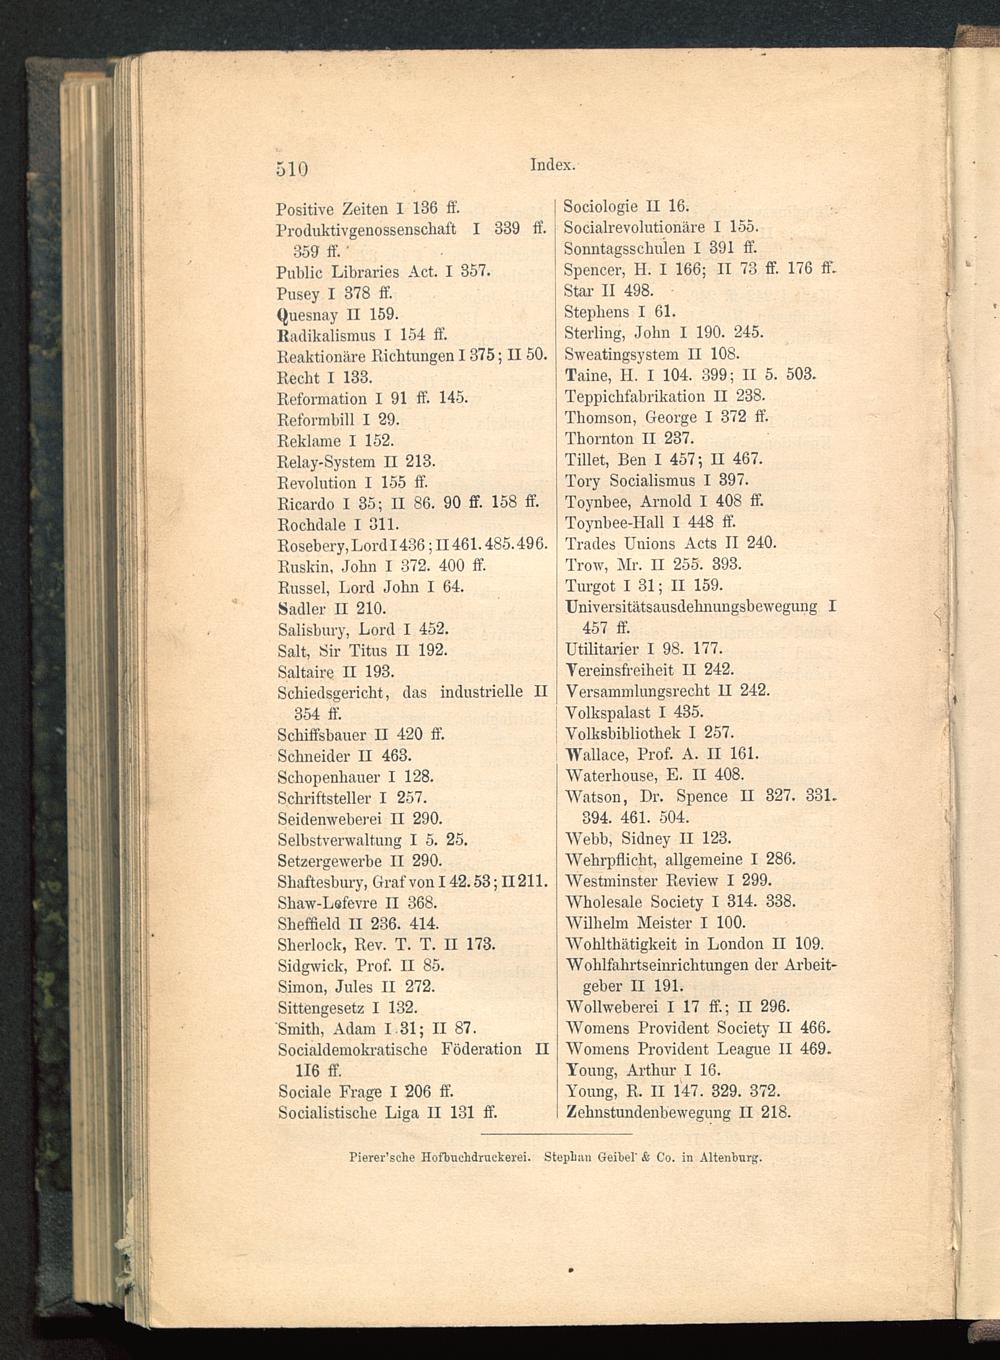 510
Index.
Positive Zeiten I 136 ff.
Produktivgenossenschaft I 339 ff.
359 ff.
Public Libraries Act. I 357.
Pusey I 378 ff.
Quesnay II 159.
Radikalismus I 154 ff.
Reaktionäre Richtungen I 375; II 50.
Recht I 133.
Reformation I 91 ff. 145.
Reformbill I 29.
Reklame I 152.
Relay-System II 213.
Revolution I 155 ff.
Ricardo I 35; II 86. 90 ff. 158 ff.
Rochdale I 311.
Rosebery, Lord I 436; II 461. 485. 496.
Ruskin, John I 372. 400 ff.
Russel, Lord John I 64.
Sadler II 210.
Salisbury, Lord I 452.
Salt, Sir Titus II 192.
Saltaire II 193.
Schiedsgericht, das industrielle II
354 ff.
Schiffsbauer II 420 ff.
Schneider II 463.
Schopenhauer I 128.
Schriftsteller I 257.
Seidenweberei II 290.
Selbstverwaltung I 5. 25.
Setzergewerbe II 290.
Shaftesbury, Graf von I 42. 53; II 211.
Shaw-Lefevre II 368.
Sheffield II 236. 414.
Sherlock, Rev. T. T. II 173.
Sidgwick, Prof. II 85.
Simon, Jules II 272.
Sittengesetz I 132.
Smith, Adam I 31; II 87.
Socialdemokratische Föderation II
116 ff.
Sociale Frage I 206 ff.
Socialistische Liga II 131 ff.
Sociologie II 16.
Socialrevolutionäre I 155.
Sonntagsschulen I 391 ff.
Spencer, H. I 166; II 73 ff. 176 ff.
Star II 498.
Stephens I 61.
Sterling, John I 190. 245.
Sweatingsystem II 108.
Taine, H. I 104. 399; II 5. 503.
Teppichfabrikation II 238.
Thomson, George I 372 ff.
Thornton II 237.
Tillet, Ben I 457; II 467.
Tory Socialismus I 397.
Toynbee, Arnold I 408 ff.
Toynbee-Hall I 448 ff.
Trades Unions Acts II 240.
Trow, Mr. II 255. 393.
Turgot I 31; II 159.
Universitätsausdehnungsbewegung I
457 ff.
Utilitarier I 98. 177.
Vereinsfreiheit II 242.
Versammlungsrecht II 242.
Volkspalast I 435.
Volksbibliothek I 257.
Wallace, Prof. A. II 161.
Waterhouse, E. II 408.
Watson, Dr. Spence II 327. 331.
394. 461. 504.
Webb, Sidney II 123.
Wehrpflicht, allgemeine I 286.
Westminster Review I 299.
Wholesale Society I 314. 338.
Wilhelm Meister I 100.
Wohlthätigkeit in London II 109.
Wohlfahrtseinrichtungen der Arbeit-
geber II 191.
Wollweberei I 17 ff.; II 296.
Womens Provident Society II 466.
Womens Provident League II 469.
Young, Arthur I 16.
Young, R. II 147. 329. 372.
Zehnstundenbewegung II 218.
Pierer'sche Hofbuchdruckerei. Stephan Geibel & Co. in Altenburg.